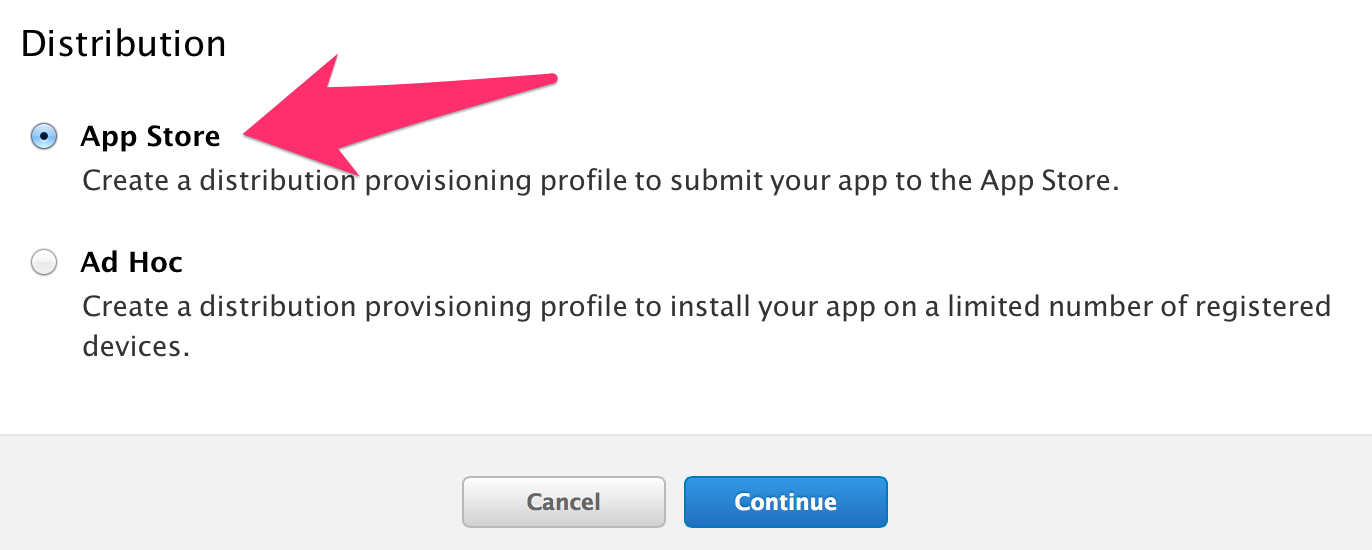 Distribution
App Store
Create a distribution provisioning profile to submit your app to the App Store.
Ad Hoc
Create a distribution provisioning profile to install your app on a limited number of registered
devices.
Cancel
Continue